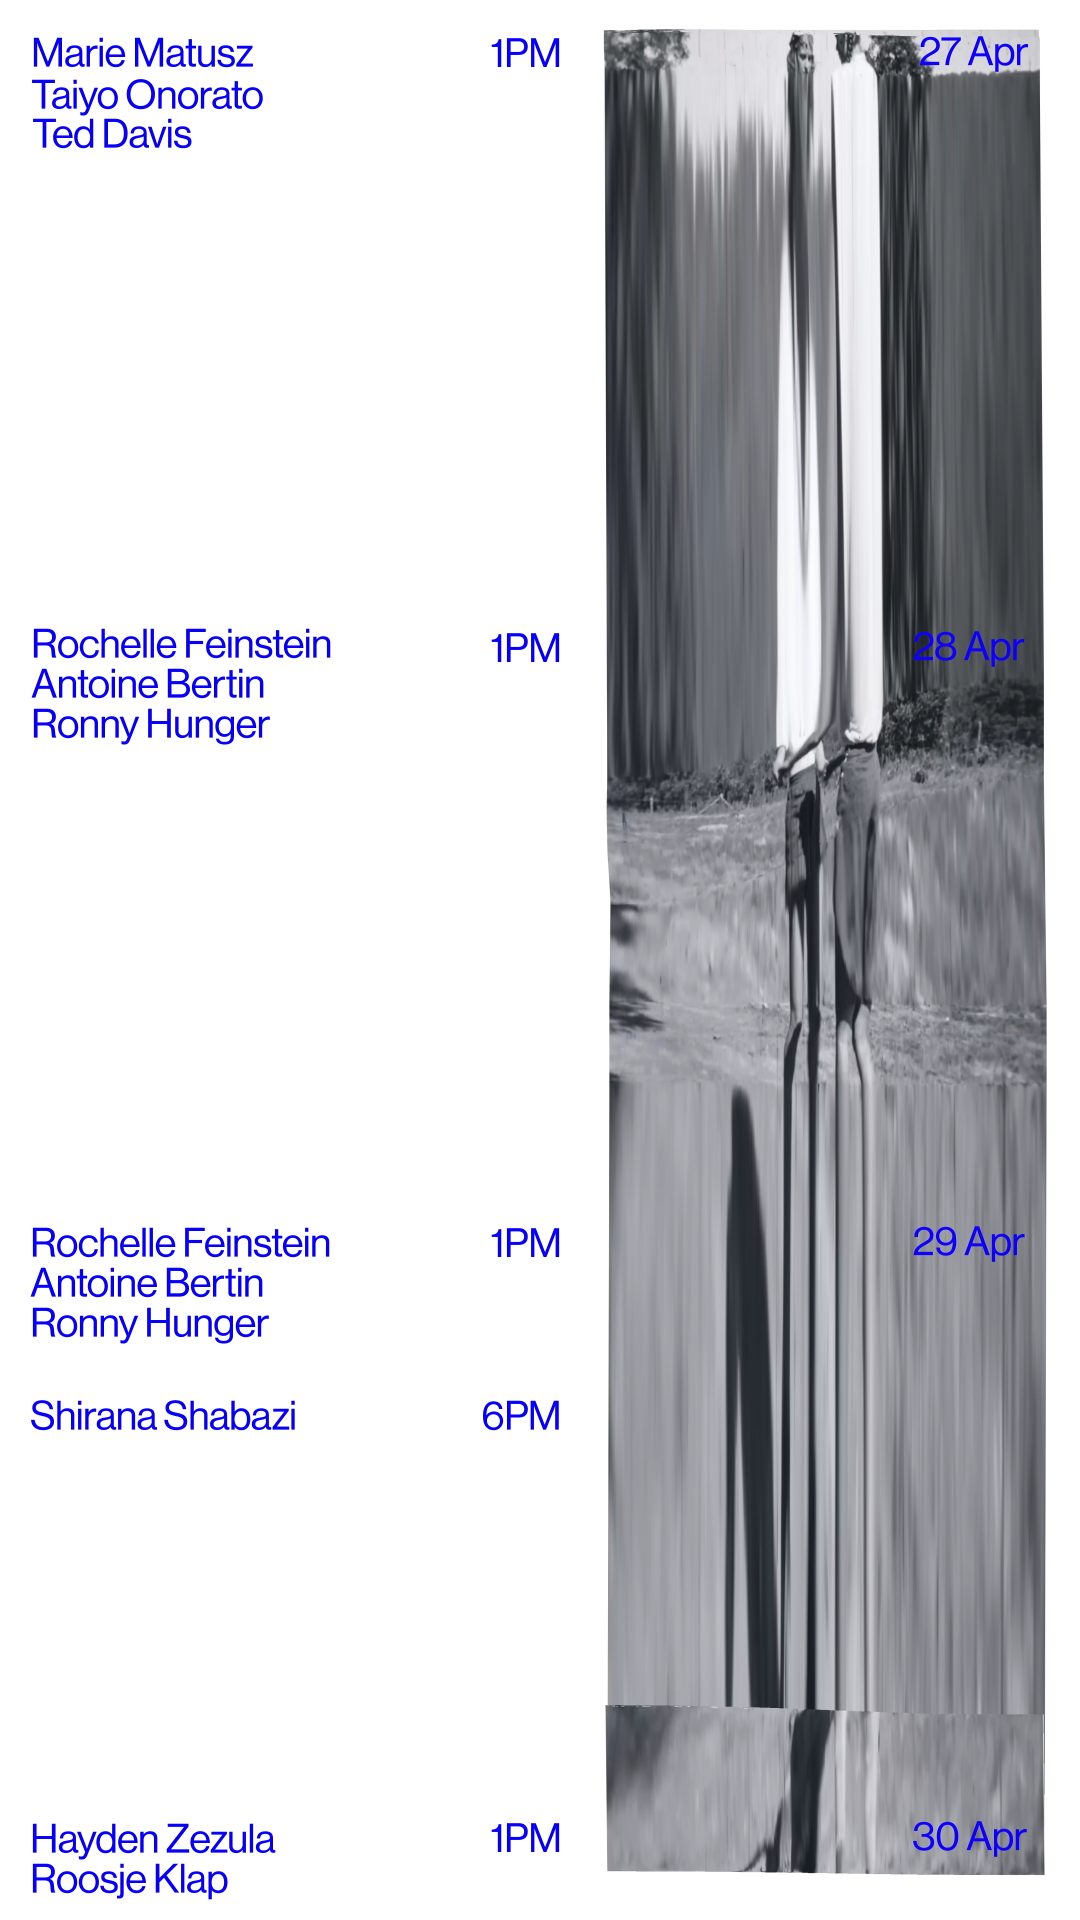 Marie Matusz 1PM 27 Apr
Taiyo Onorato
Ted Davis
Rochelle Feinstein 1PM 28 Apr
Antoine Bertin
Ronny Hunger
Rochelle Feinstein 1PM 29 Apr
Antoine Bertin
Ronny Hunger
Shirana Shabazi 6PM
Hayden Zezula 1PM 30 Apr
Roosje Klap